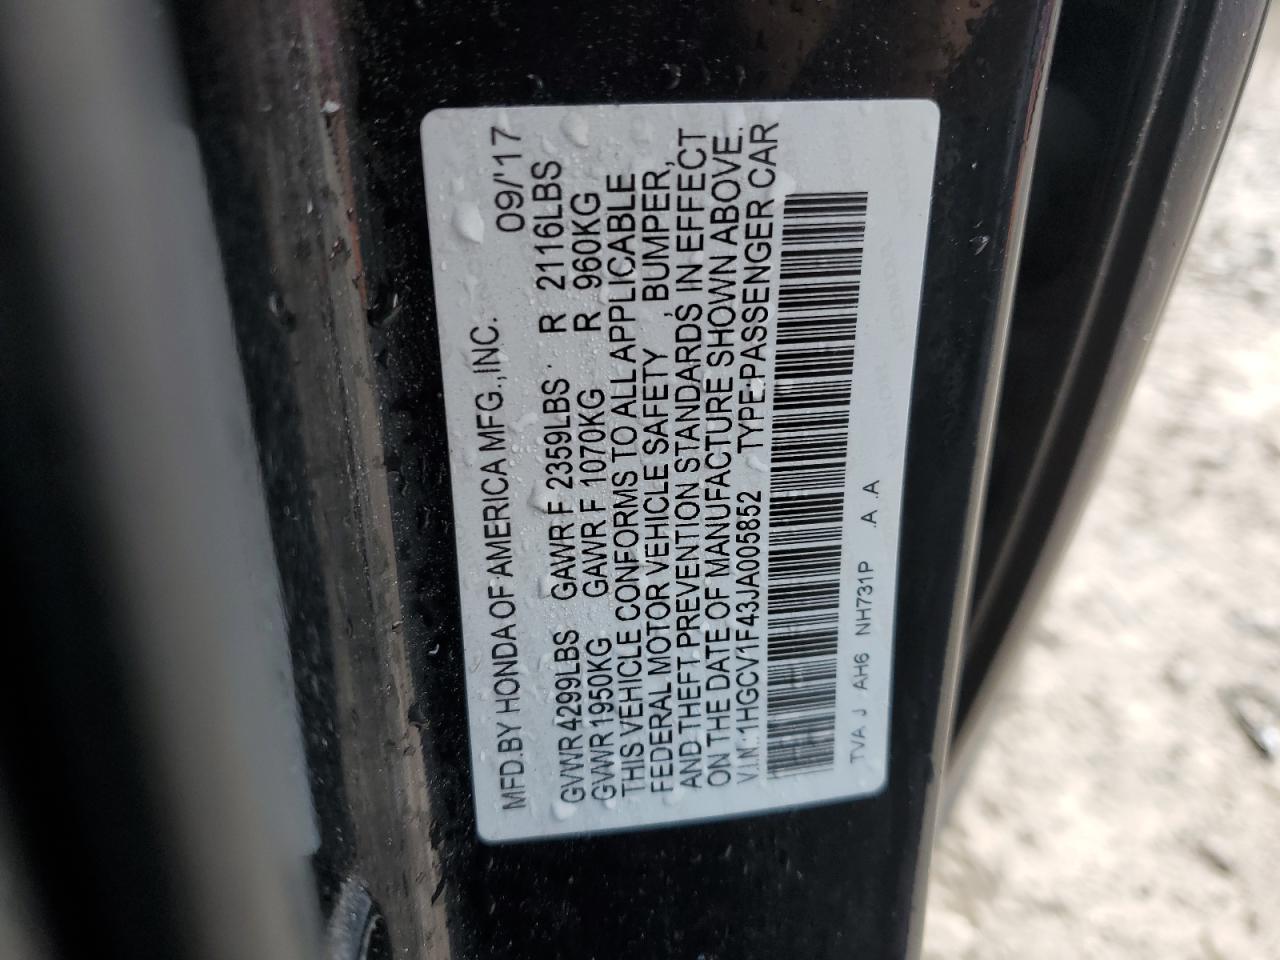 MFD.BY HONDA OF AMERICA MFG.,INC. 09/'17
GVWR 4299LBS GAWR F 2359LBS R 2116LBS
GVWR 1950KG GAWR F 1070KG R 960KG
THIS VEHICLE CONFORMS TO ALL APPLICABLE
FEDERAL MOTOR VEHICLE SAFETY , BUMPER,
AND THEFT PREVENTION STANDARDS IN EFFECT
ON THE DATE OF MANUFACTURE SHOWN ABOVE.
V.I.N.:1HGCV1F43JA005852 TYPE:PASSENGER CAR
TVA J AH6 NH731P .A .A